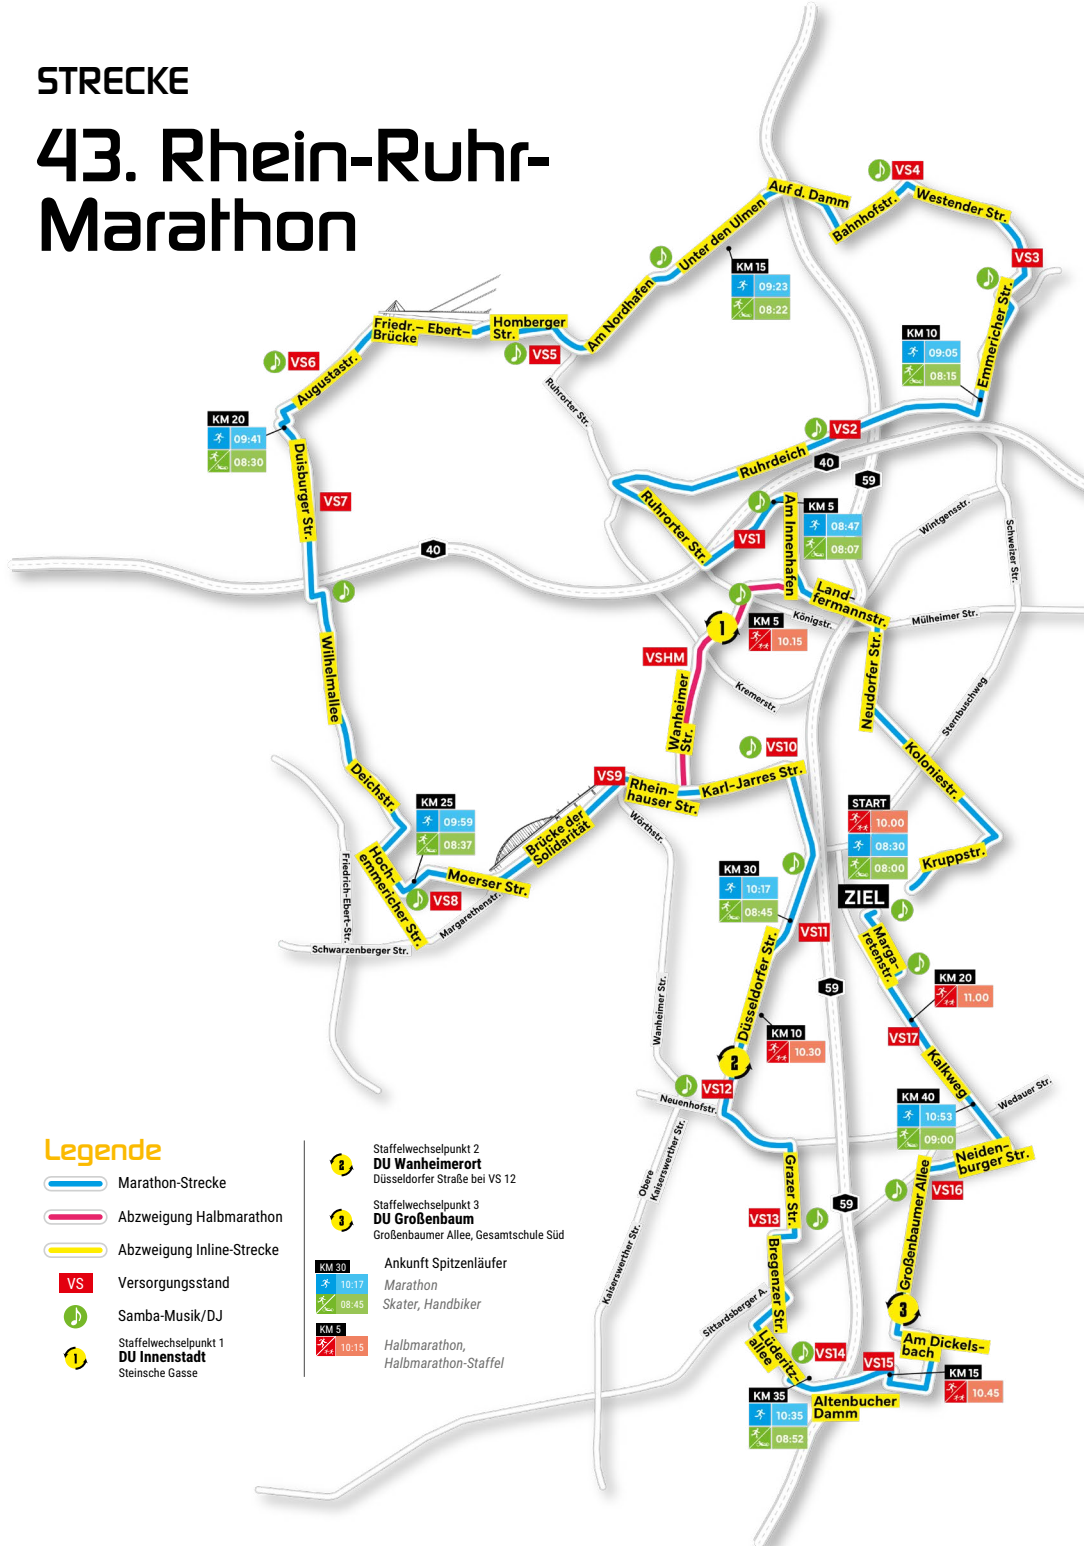 STRECKE
43. Rhein-Ruhr-
Marathon
VS4
Auf d. Damm
Bahnhofstr.
Westender Str.
Unter den Ulmen
VS3
KM 15
09:23
08:22
Am Nordhafen
Emmericher Str.
Friedr.– Ebert–
Brücke
Homberger
Str.
VS5
KM 10
09:05
08:15
VS6
Augustastr.
Ruhrorter Str.
KM 20
09:41
08:30
VS2
Ruhrdeich
40
59
Duisburger Str.
VS7
Ruhrorter Str.
Am Innenhafen
KM 5
08:47
08:07
VS1
Wintgensstr.
Schweizer Str.
40
Land-
fermannstr.
Königstr.
Mülheimer Str.
1
KM 5
10.15
VSHM
Wilhelmallee
Wanheimer
Str.
Kremerstr.
Neudorfer Str.
Sternbuschweg
Koloniestr.
VS10
Deichstr.
VS9
Rhein-
hauser Str.
Karl-Jarres Str.
KM 25
09:59
08:37
START
10.00
08:30
08:00
Brücke der
Solidarität
Wörthstr.
Kruppstr.
Hoch-
emmericher Str.
Friedrich-Ebert-Str.
Moerser Str.
VS8
Margarethenstr.
Schwarzenberger Str.
KM 30
10:17
08:45
ZIEL
VS11
Marga-
retenstr.
Düsseldorfer Str.
Wanheimer Str.
59
KM 20
11.00
KM 10
10.30
VS17
2
Kalkweg
VS12
Neuenhofstr.
Wedauer Str.
KM 40
10:53
09:00
Obere
Kaiserswerther Str.
Grazer Str.
Neiden-
burger Str.
VS16
59
Großenbaumer Allee
VS13
Bregenzer Str.
Kaiserswerther Str.
Sittardsberger A.
3
Lüderitz-
allee
VS14
VS15
Am Dickels-
bach
KM 15
10.45
KM 35
10:35
08:52
Altenbucher
Damm
Legende
Marathon-Strecke
Abzweigung Halbmarathon
Abzweigung Inline-Strecke
VS
Versorgungsstand
Samba-Musik/DJ
1
Staffelwechselpunkt 1
DU Innenstadt
Steinsche Gasse
2
Staffelwechselpunkt 2
DU Wanheimerort
Düsseldorfer Straße bei VS 12
3
Staffelwechselpunkt 3
DU Großenbaum
Großenbaumer Allee, Gesamtschule Süd
Ankunft Spitzenläufer
KM 30
10:17
Marathon
08:45
Skater, Handbiker
KM 5
10:15
Halbmarathon,
Halbmarathon-Staffel